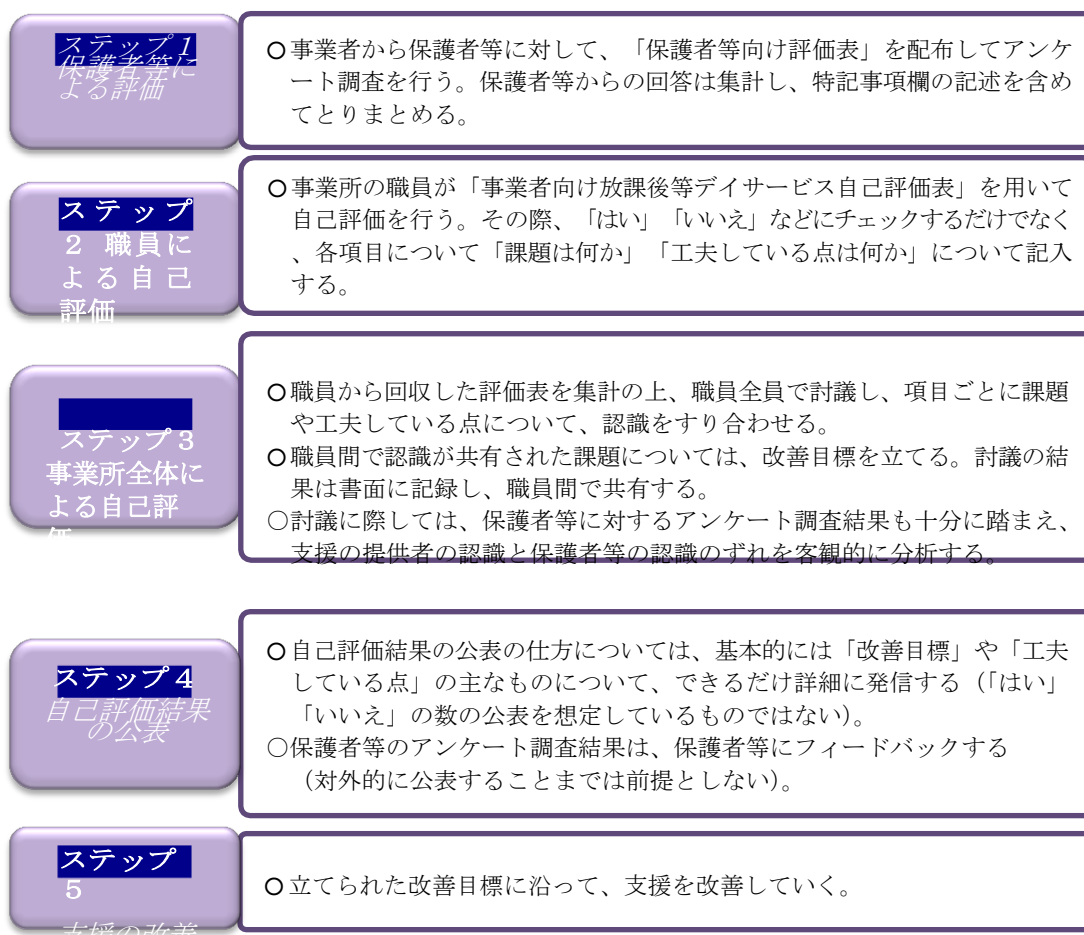 ステップ１
保護者等に
よる評価
○事業者から保護者等に対して、「保護者等向け評価表」を配布してアンケ
ート調査を行う。保護者等からの回答は集計し、特記事項欄の記述を含め
てとりまとめる。
ステップ
２ 職員に
よる自己
評価
○事業所の職員が「事業者向け放課後等デイサービス自己評価表」を用いて
自己評価を行う。その際、「はい」「いいえ」などにチェックするだけでなく
、各項目について「課題は何か」「工夫している点は何か」について記入
する。
ステップ３
事業所全体に
よる自己評
価
○職員から回収した評価表を集計の上、職員全員で討議し、項目ごとに課題
や工夫している点について、認識をすり合わせる。
○職員間で認識が共有された課題については、改善目標を立てる。討議の結
果は書面に記録し、職員間で共有する。
○討議に際しては、保護者等に対するアンケート調査結果も十分に踏まえ、
支援の提供者の認識と保護者等の認識のずれを客観的に分析する。
ステップ４
自己評価結果
の公表
○自己評価結果の公表の仕方については、基本的には「改善目標」や「工夫
している点」の主なものについて、できるだけ詳細に発信する（「はい」
「いいえ」の数の公表を想定しているものではない）。
○保護者等のアンケート調査結果は、保護者等にフィードバックする
（対外的に公表することまでは前提としない）。
ステップ
５
支援の改善
○立てられた改善目標に沿って、支援を改善していく。